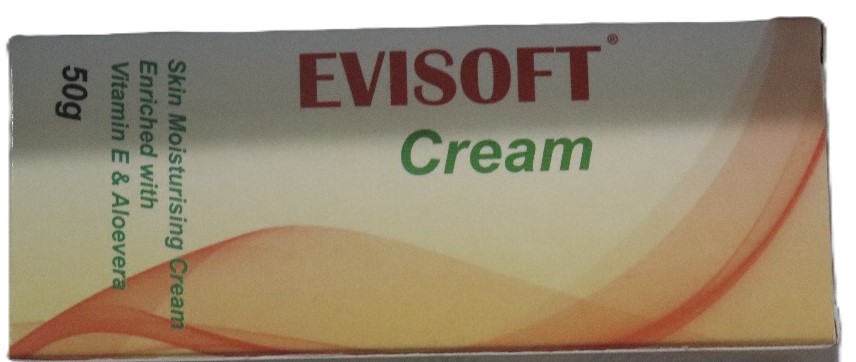 EVISOFT®
Cream
Skin Moisturising Cream
Enriched with
Vitamin E & Aloevera
50g